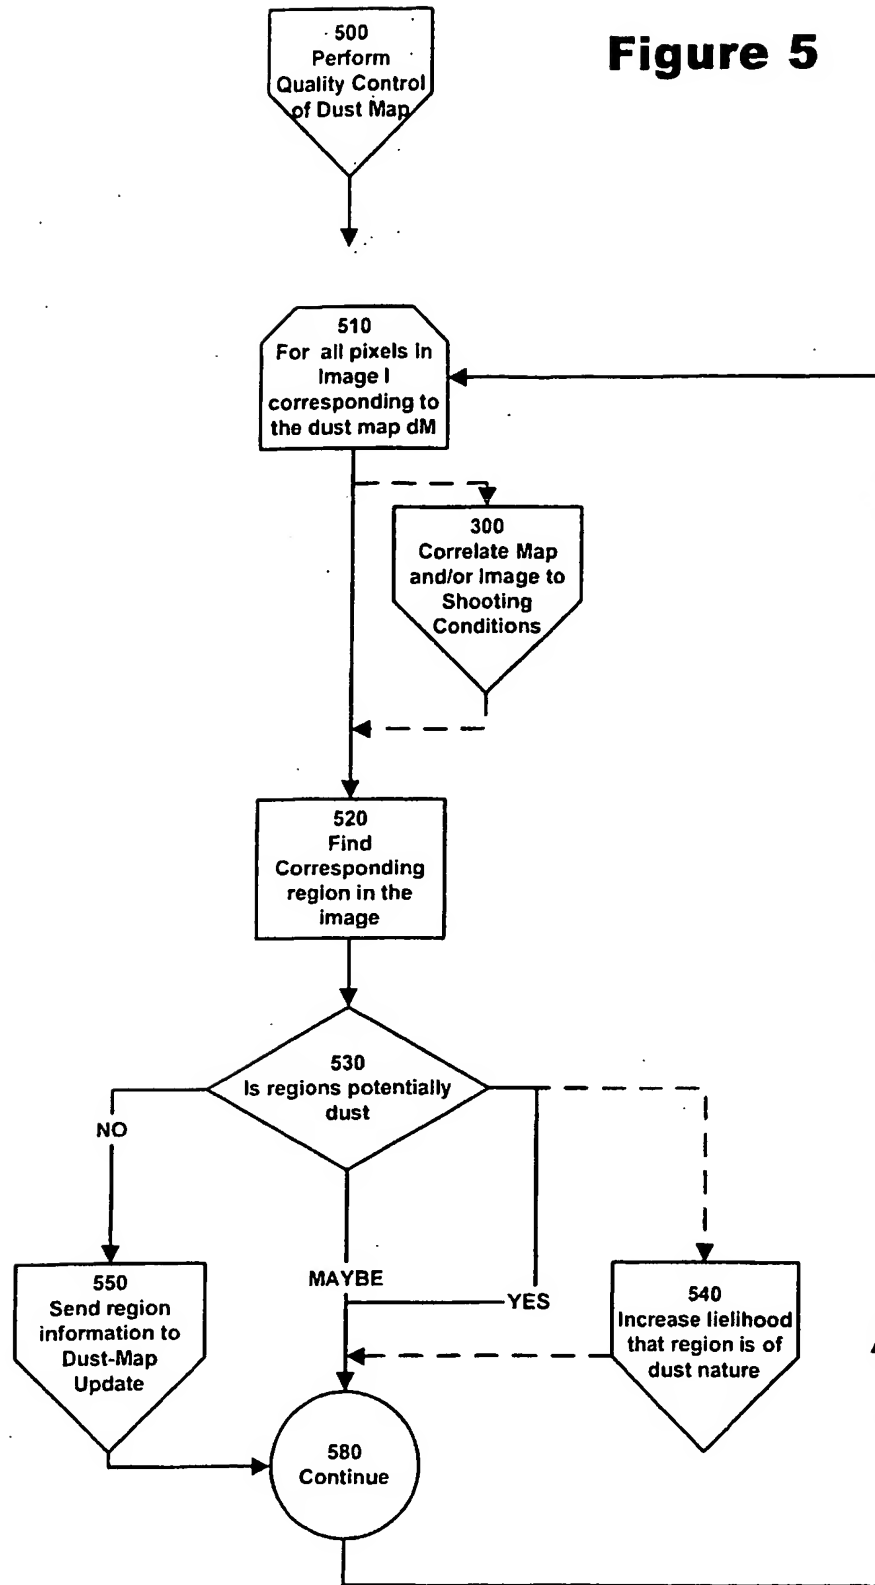 Figure 5
500
Perform
Quality Control
of Dust Map
510
For all pixels in
Image I
corresponding to
the dust map dM
300
Correlate Map
and/or Image to
Shooting
Conditions
520
Find
Corresponding
region in the
image
530
Is regions potentially
dust
NO
MAYBE
YES
550
Send region
information to
Dust-Map
Update
540
Increase lielihood
that region is of
dust nature
580
Continue